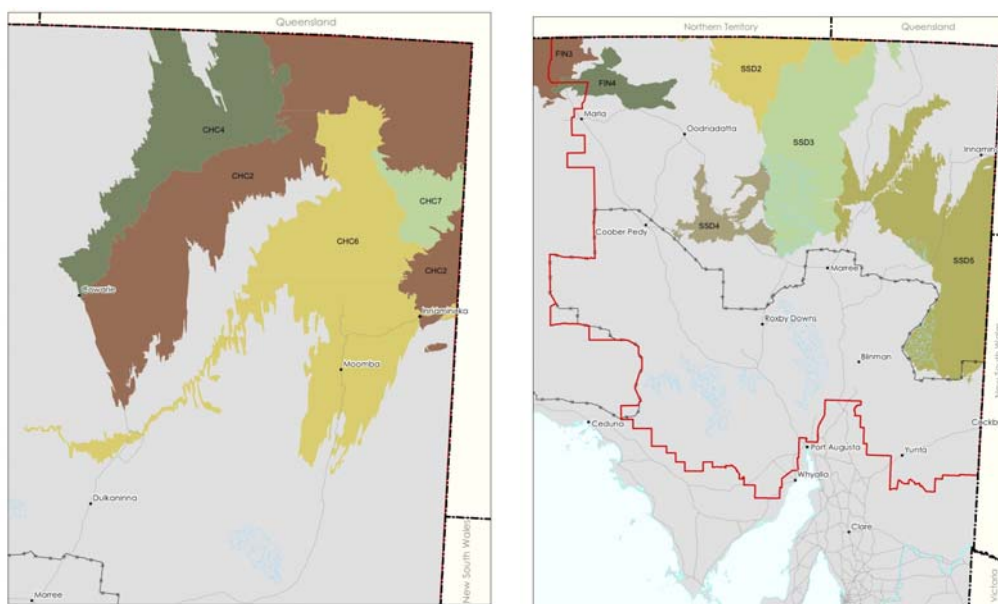 Queensland
CHC4
CHC2
CHC7
CHC6
CHC2
Cowarie
Innamincka
Moomba
Dulkaninna
New South Wales
Marree
Northern Territory
Queensland
FIN3
FIN4
SSD2
Marla
Oodnadatta
SSD3
Innamin
SSD4
Coober Pedy
SSD5
Marree
Roxby Downs
Blinman
Ceduna
Cockb
Port Augusta
Yunta
Whyalla
Clare
Victoria